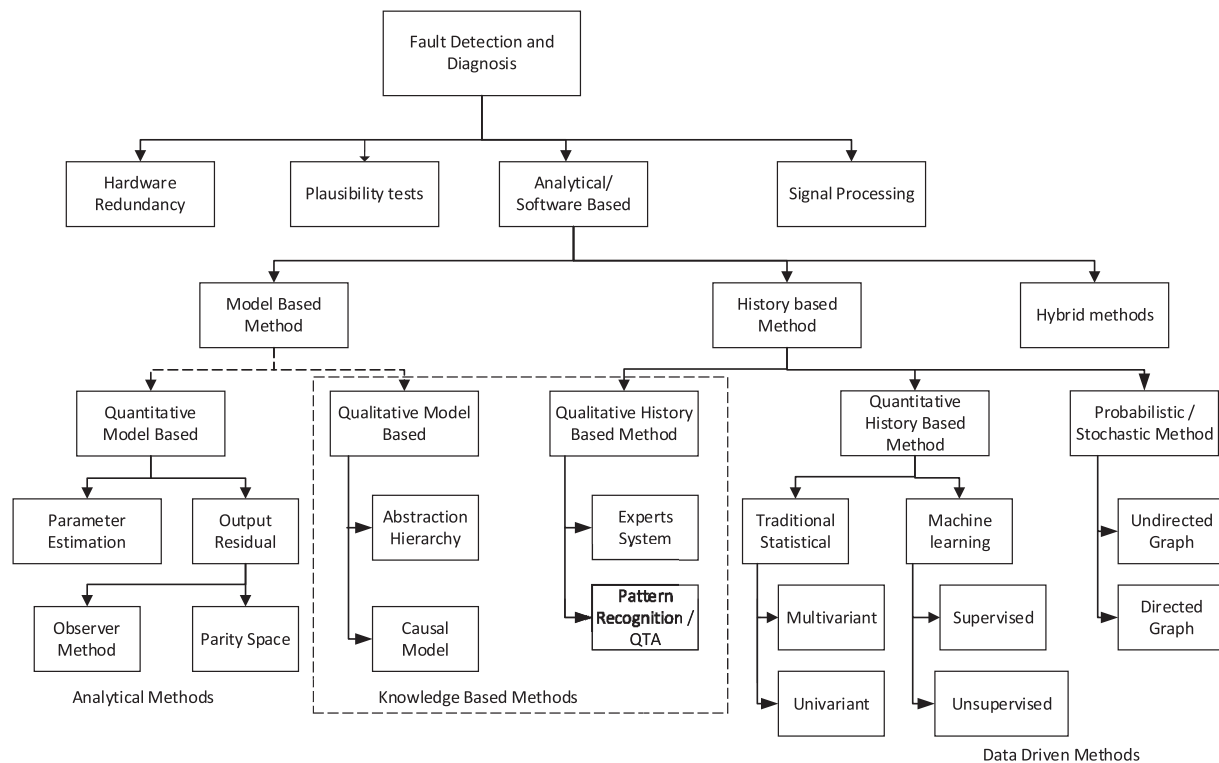 Fault Detection and
Diagnosis
Hardware
Redundancy
Plausibility tests
Analytical/
Software Based
Signal Processing
Model Based
Method
History based
Method
Hybrid methods
Quantitative
Model Based
Qualitative Model
Based
Qualitative History
Based Method
Quantitative
History Based
Method
Probabilistic /
Stochastic Method
Parameter
Estimation
Output
Residual
Abstraction
Hierarchy
Experts
System
Traditional
Statistical
Machine
learning
Undirected
Graph
Observer
Method
Parity Space
Causal
Model
Pattern
Recognition /
QTA
Multivariant
Supervised
Directed
Graph
Univariant
Unsupervised
Analytical Methods
Knowledge Based Methods
Data Driven Methods